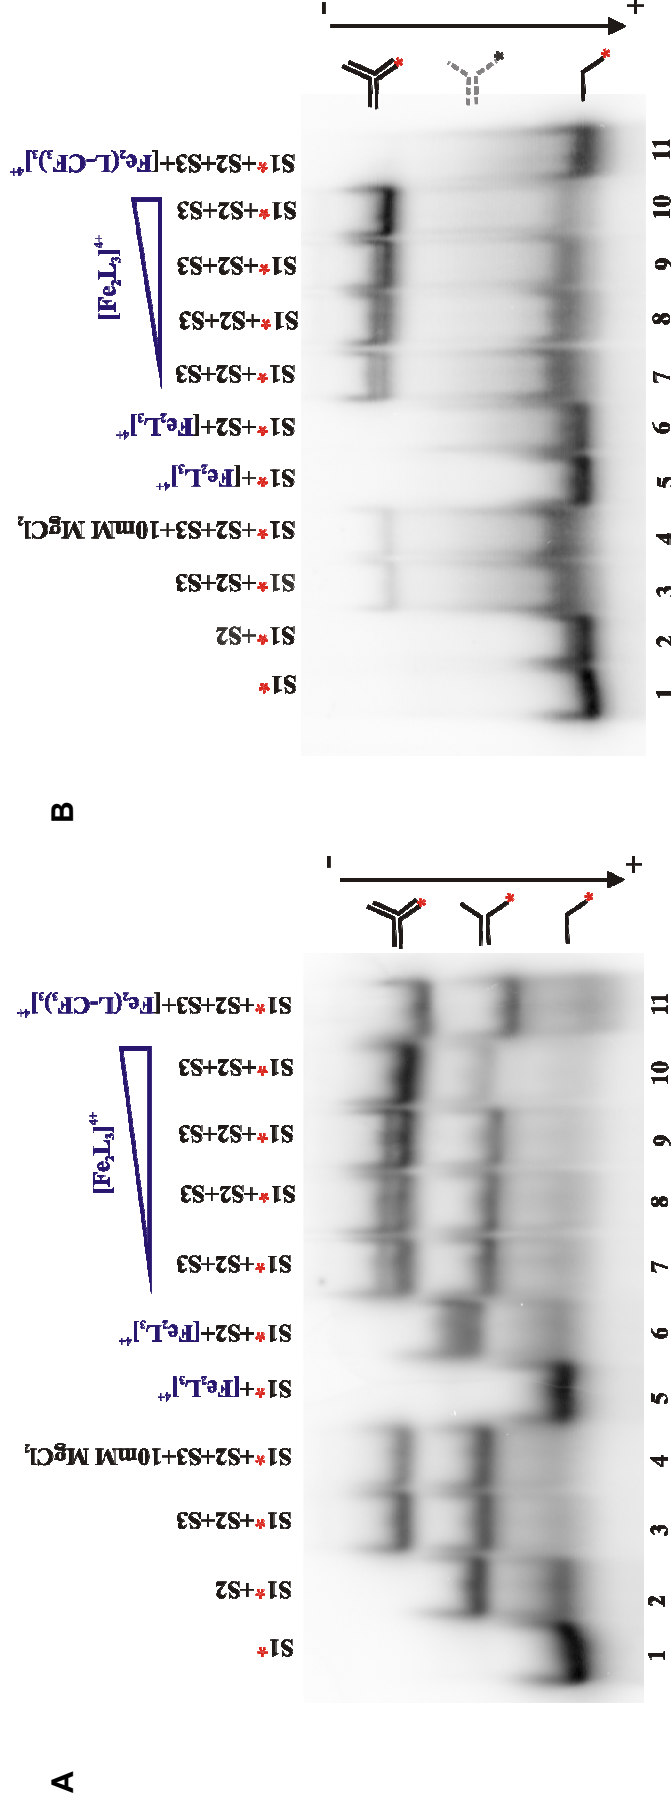 A
S1*
S1*+S2
S1*+S2+S3
S1*+S2+S3+10mM MgCl₂
S1*+[Fe₂L₃]⁴⁺
S1*+S2+[Fe₂L₃]⁴⁺
S1*+S2+S3
S1*+S2+S3
S1*+S2+S3
S1*+S2+S3
[Fe₂L₃]⁴⁺
S1*+S2+S3+[Fe₂(L-CF₃)₃]⁴⁺
-
*
*
*
+
1 2 3 4 5 6 7 8 9 10 11
B
S1*
S1*+S2
S1*+S2+S3
S1*+S2+S3+10mM MgCl₂
S1*+[Fe₂L₃]⁴⁺
S1*+S2+[Fe₂L₃]⁴⁺
S1*+S2+S3
S1*+S2+S3
S1*+S2+S3
S1*+S2+S3
[Fe₂L₃]⁴⁺
S1*+S2+S3+[Fe₂(L-CF₃)₃]⁴⁺
-
*
*
*
+
1 2 3 4 5 6 7 8 9 10 11